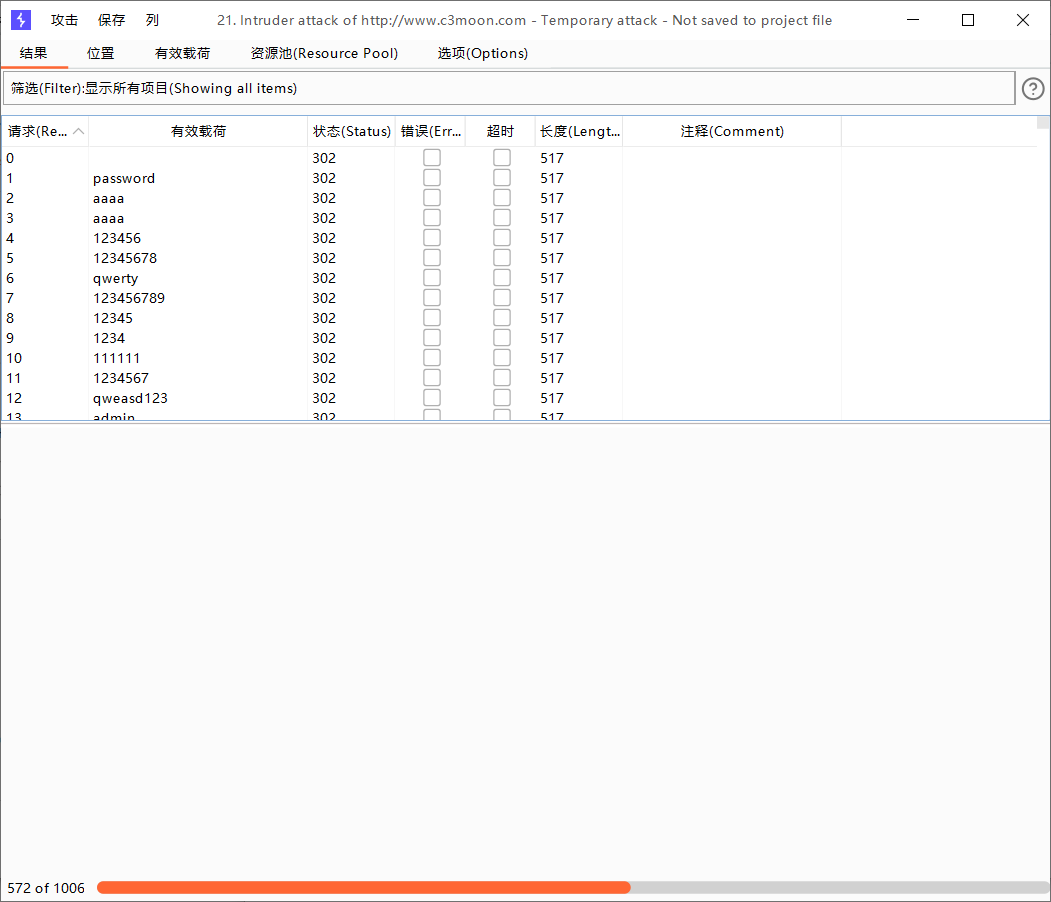 攻击 保存 列 21. Intruder attack of http://www.c3moon.com - Temporary attack - Not saved to project file
结果 位置 有效载荷 资源池(Resource Pool) 选项(Options)
筛选(Filter):显示所有项目(Showing all items)
请求(Re... 有效载荷 状态(Status) 错误(Err... 超时 长度(Lengt... 注释(Comment)
0 302 517
1 password 302 517
2 aaaa 302 517
3 aaaa 302 517
4 123456 302 517
5 12345678 302 517
6 qwerty 302 517
7 123456789 302 517
8 12345 302 517
9 1234 302 517
10 111111 302 517
11 1234567 302 517
12 qweasd123 302 517
13 admin 302 517
572 of 1006